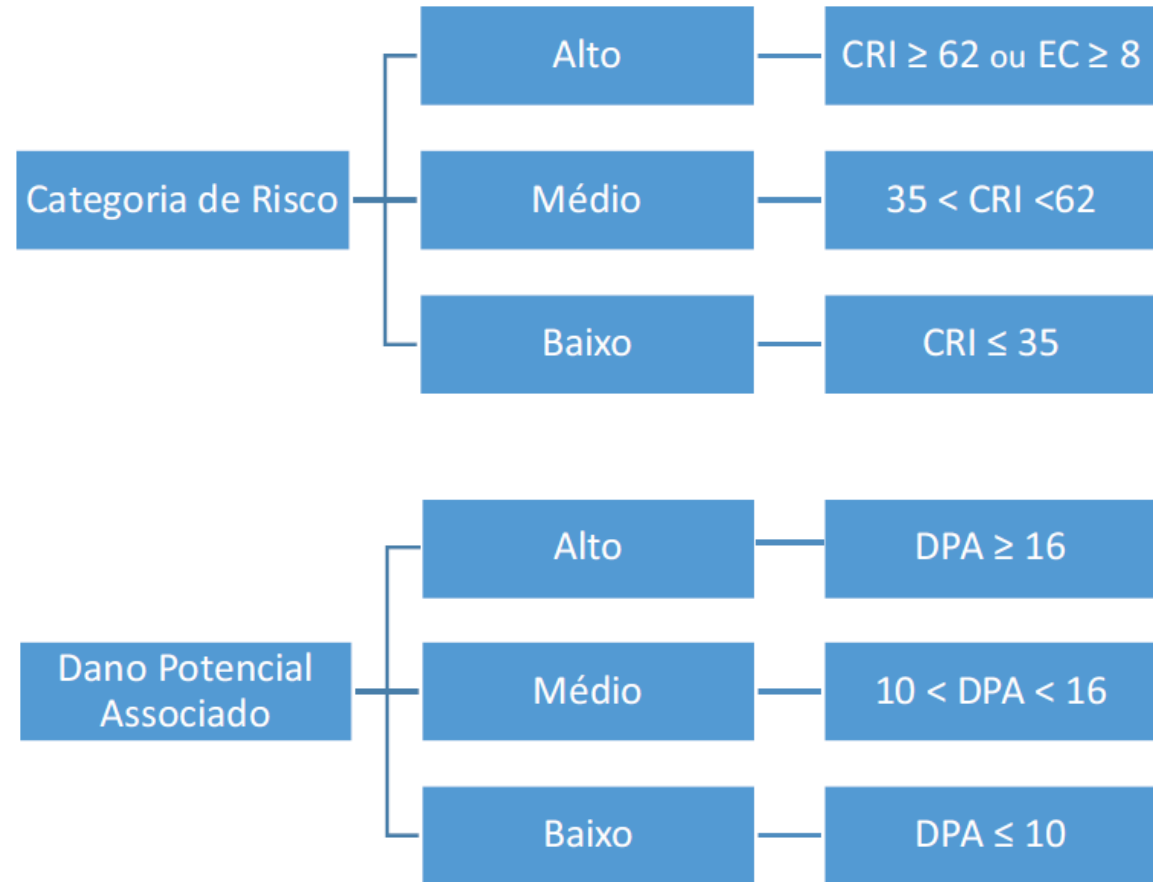 Alto
CRI ≥ 62 ou EC ≥ 8
Categoria de Risco
Médio
35 < CRI <62
Baixo
CRI ≤ 35
Alto
DPA ≥ 16
Dano Potencial
Associado
Médio
10 < DPA < 16
Baixo
DPA ≤ 10